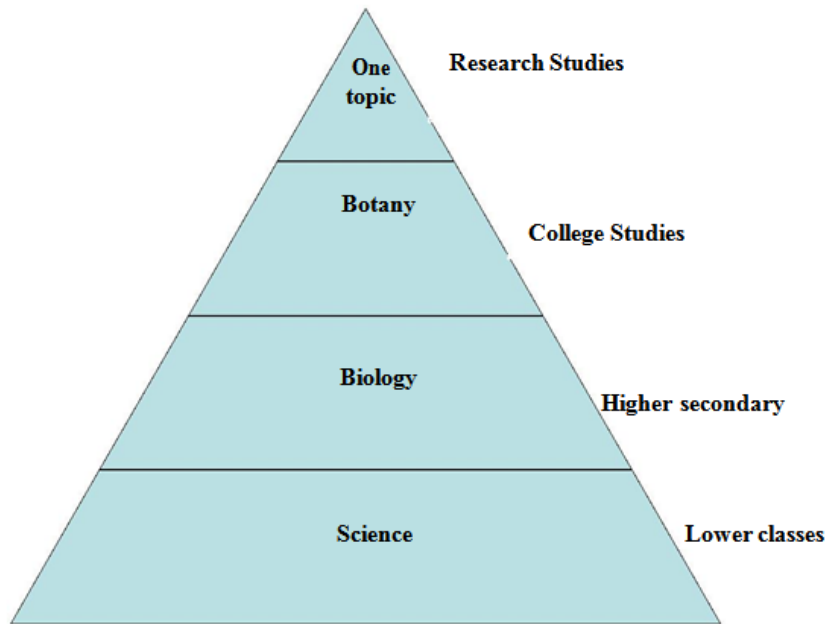 One
topic
Research Studies
Botany
College Studies
Biology
Higher secondary
Science
Lower classes